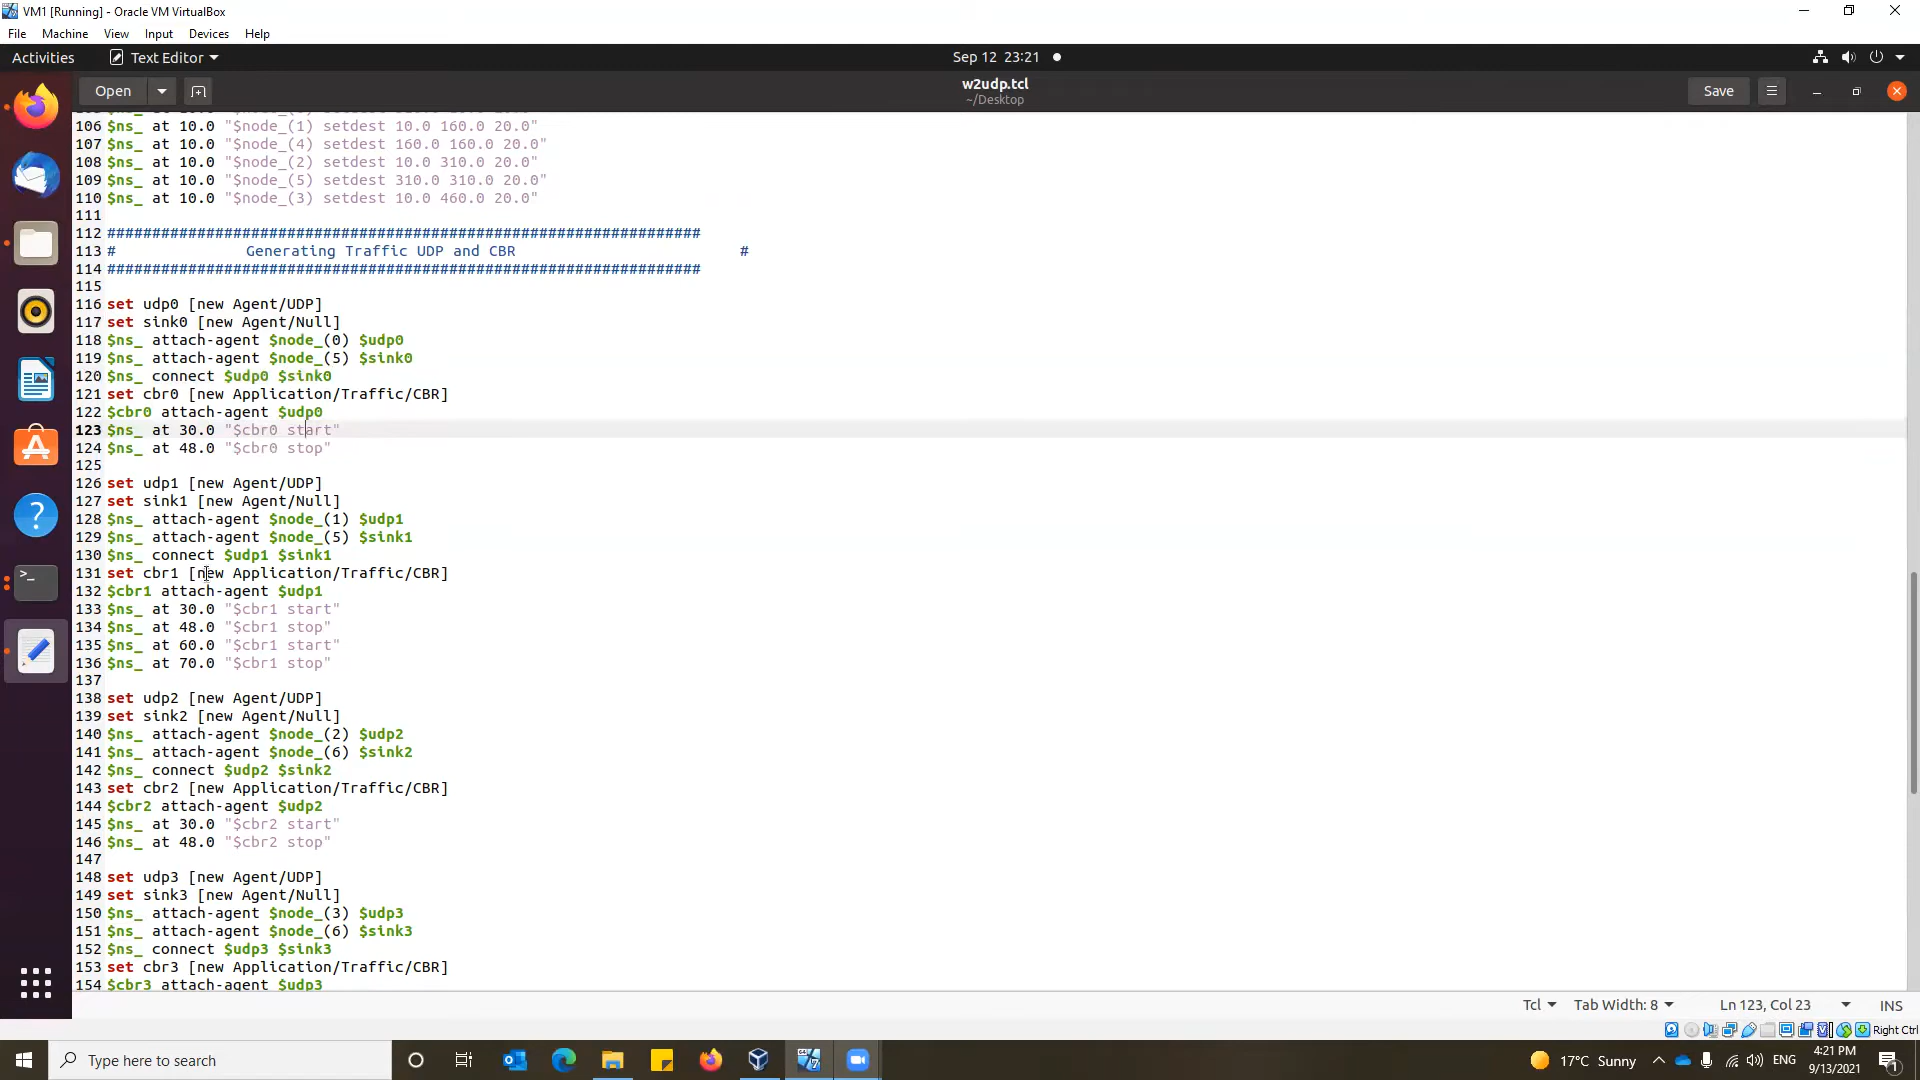 VM1 [Running] - Oracle VM VirtualBox
File Machine View Input Devices Help
Activities Text Editor Sep 12 23:21
Open w2udp.tcl Save
~/Desktop
106 $ns_ at 10.0 "$node_(1) setdest 10.0 160.0 20.0"
107 $ns_ at 10.0 "$node_(4) setdest 160.0 160.0 20.0"
108 $ns_ at 10.0 "$node_(2) setdest 10.0 310.0 20.0"
109 $ns_ at 10.0 "$node_(5) setdest 310.0 310.0 20.0"
110 $ns_ at 10.0 "$node_(3) setdest 10.0 460.0 20.0"
111
112 ##################################################################
113 # Generating Traffic UDP and CBR #
114 ##################################################################
115
116 set udp0 [new Agent/UDP]
117 set sink0 [new Agent/Null]
118 $ns_ attach-agent $node_(0) $udp0
119 $ns_ attach-agent $node_(5) $sink0
120 $ns_ connect $udp0 $sink0
121 set cbr0 [new Application/Traffic/CBR]
122 $cbr0 attach-agent $udp0
123 $ns_ at 30.0 "$cbr0 start"
124 $ns_ at 48.0 "$cbr0 stop"
125
126 set udp1 [new Agent/UDP]
127 set sink1 [new Agent/Null]
128 $ns_ attach-agent $node_(1) $udp1
129 $ns_ attach-agent $node_(5) $sink1
130 $ns_ connect $udp1 $sink1
131 set cbr1 [new Application/Traffic/CBR]
132 $cbr1 attach-agent $udp1
133 $ns_ at 30.0 "$cbr1 start"
134 $ns_ at 48.0 "$cbr1 stop"
135 $ns_ at 60.0 "$cbr1 start"
136 $ns_ at 70.0 "$cbr1 stop"
137
138 set udp2 [new Agent/UDP]
139 set sink2 [new Agent/Null]
140 $ns_ attach-agent $node_(2) $udp2
141 $ns_ attach-agent $node_(6) $sink2
142 $ns_ connect $udp2 $sink2
143 set cbr2 [new Application/Traffic/CBR]
144 $cbr2 attach-agent $udp2
145 $ns_ at 30.0 "$cbr2 start"
146 $ns_ at 48.0 "$cbr2 stop"
147
148 set udp3 [new Agent/UDP]
149 set sink3 [new Agent/Null]
150 $ns_ attach-agent $node_(3) $udp3
151 $ns_ attach-agent $node_(6) $sink3
152 $ns_ connect $udp3 $sink3
153 set cbr3 [new Application/Traffic/CBR]
154 $cbr3 attach-agent $udp3
Tcl Tab Width: 8 Ln 123, Col 23 INS
Right Ctrl
Type here to search 17°C Sunny ENG 4:21 PM
9/13/2021